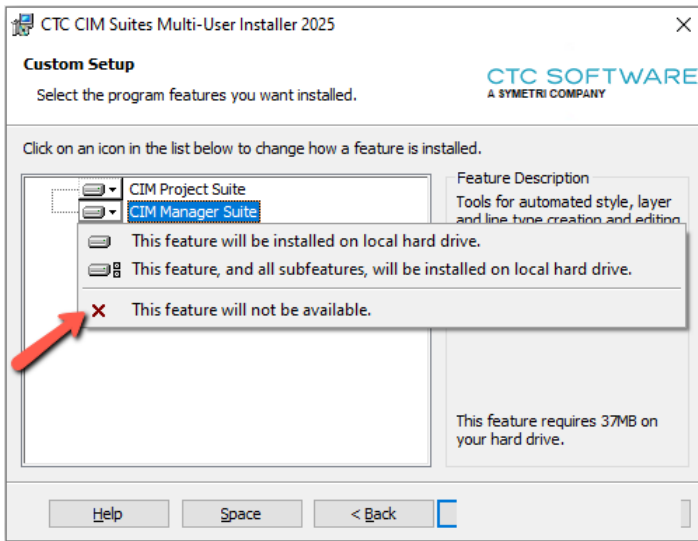 CTC CIM Suites Multi-User Installer 2025
Custom Setup
Select the program features you want installed.
CTC SOFTWARE
A SYMETRI COMPANY
Click on an icon in the list below to change how a feature is installed.
CIM Project Suite
CIM Manager Suite
Feature Description
Tools for automated style, layer
and line type creation and editing
This feature will be installed on local hard drive.
This feature, and all subfeatures, will be installed on local hard drive.
This feature will not be available.
This feature requires 37MB on
your hard drive.
Help
Space
< Back